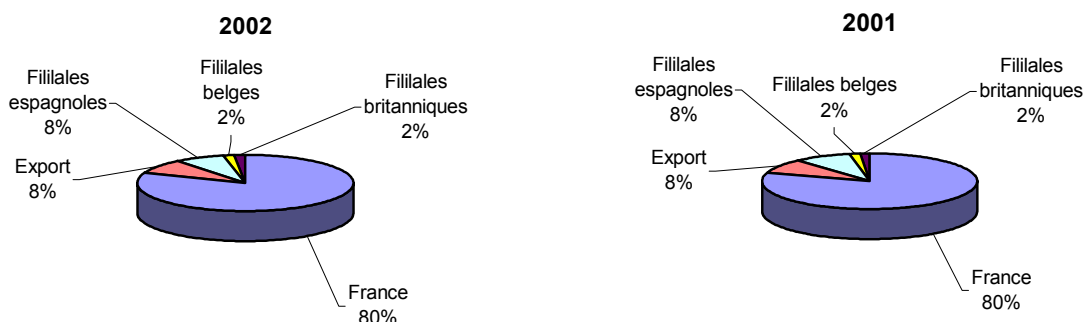 2002
Fililales
espagnoles
8%
Fililales
belges
2%
Fililales
britanniques
2%
Export
8%
France
80%
2001
Fililales
espagnoles
8%
Fililales belges
2%
Fililales
britanniques
2%
Export
8%
France
80%